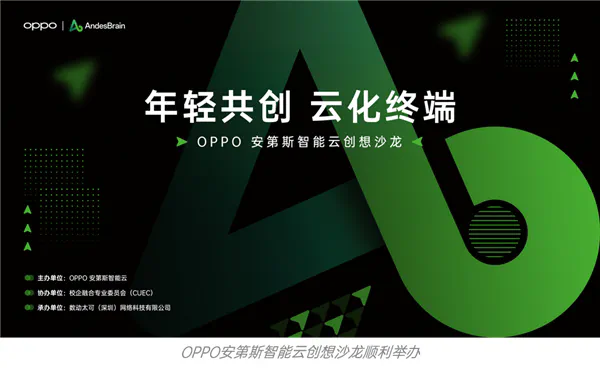 oppo | AndesBrain
年轻共创 云化终端
OPPO 安第斯智能云创想沙龙
主办单位：OPPO 安第斯智能云
协办单位：校企融合专业委员会（CUEC）
承办单位：数动太可（深圳）网络科技有限公司
OPPO安第斯智能云创想沙龙顺利举办